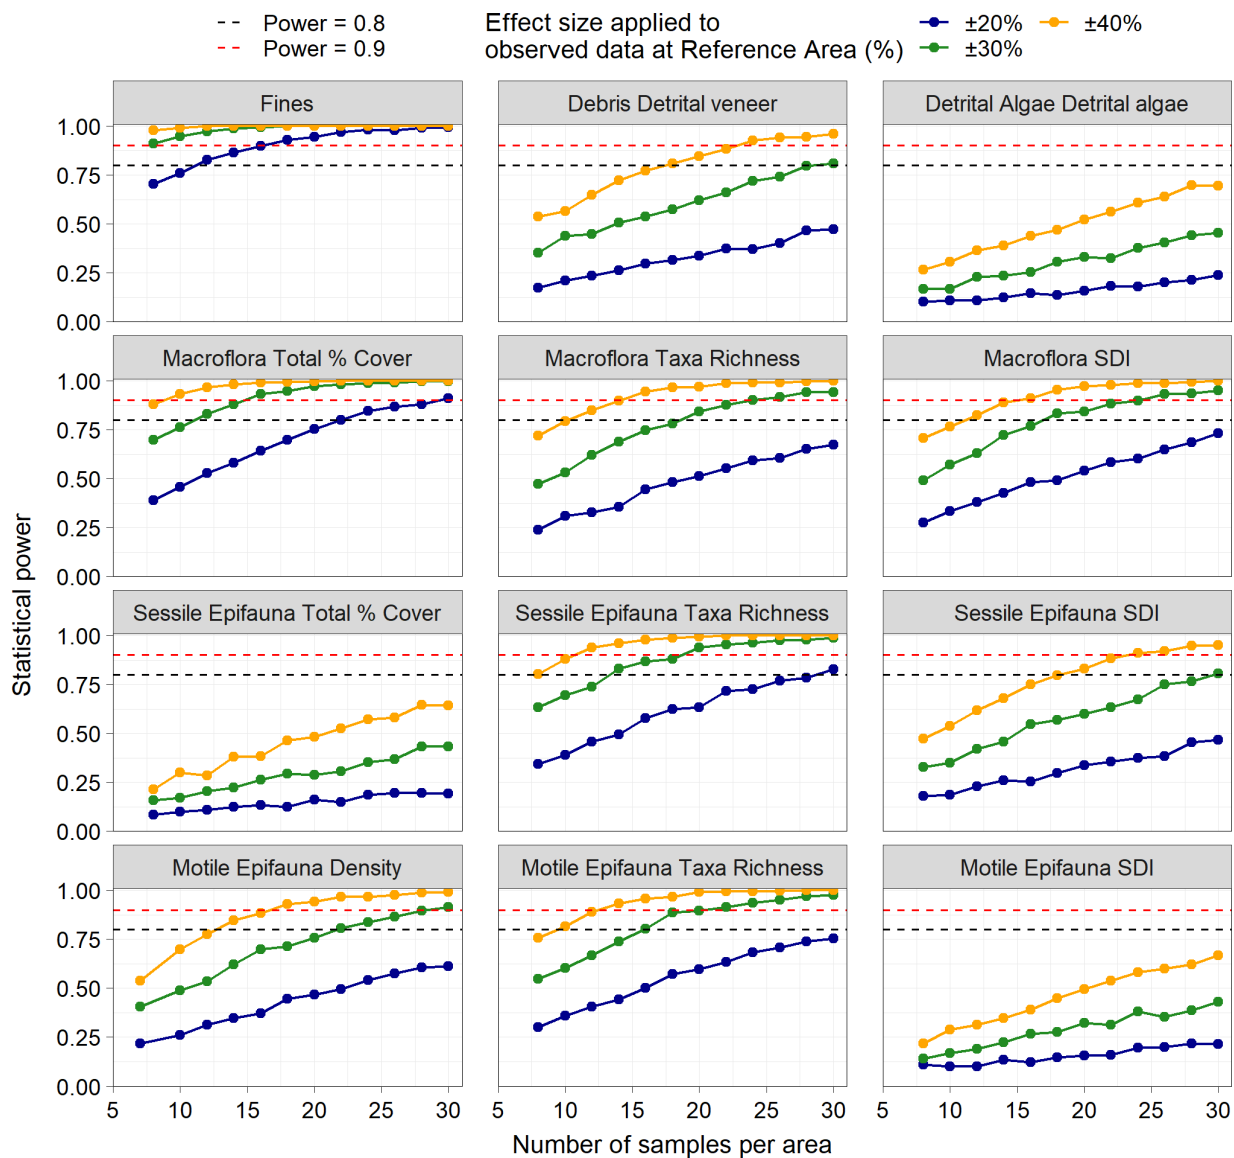 Power = 0.8
Power = 0.9
Effect size applied to
observed data at Reference Area (%)
±20%
±40%
±30%
Fines
Debris Detrital veneer
Detrital Algae Detrital algae
1.00
0.75
0.50
0.25
0.00
Macroflora Total % Cover
Macroflora Taxa Richness
Macroflora SDI
1.00
0.75
0.50
0.25
0.00
Sessile Epifauna Total % Cover
Sessile Epifauna Taxa Richness
Sessile Epifauna SDI
1.00
0.75
0.50
0.25
0.00
Motile Epifauna Density
Motile Epifauna Taxa Richness
Motile Epifauna SDI
1.00
0.75
0.50
0.25
0.00
Statistical power
5 10 15 20 25 30
5 10 15 20 25 30
5 10 15 20 25 30
Number of samples per area